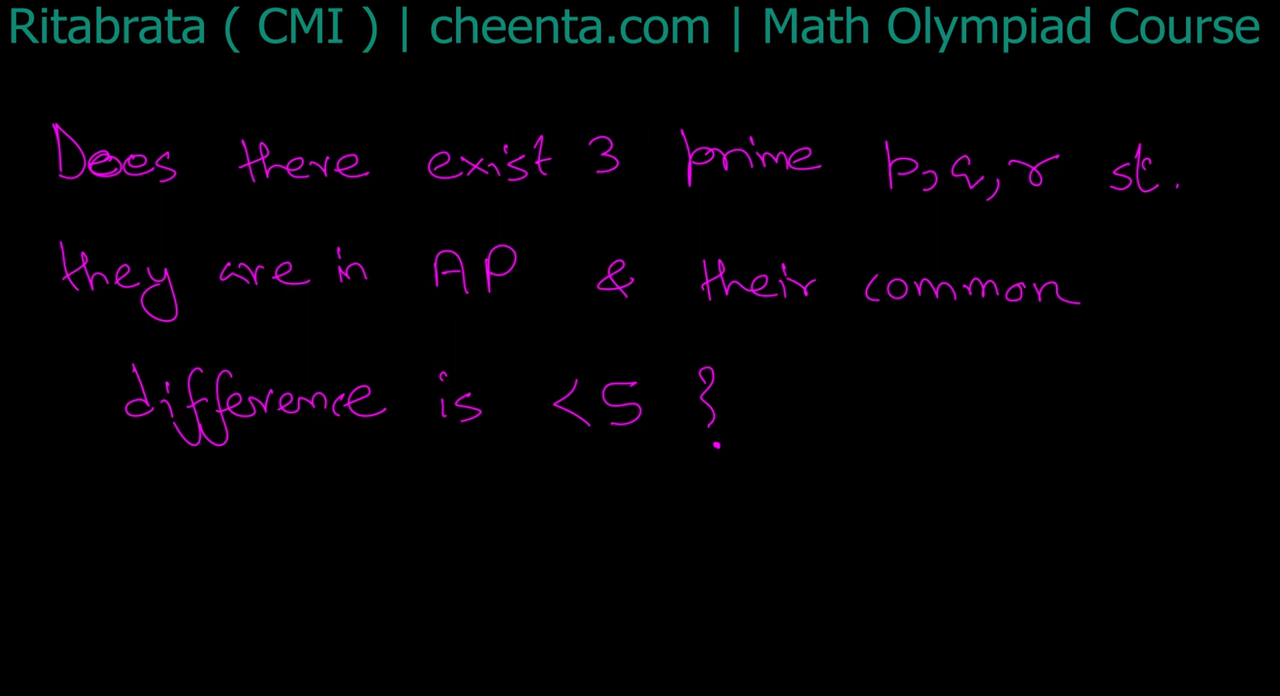 Ritabrata ( CMI ) | cheenta.com | Math Olympiad Course
Does there exist 3 prime p,q,r st.
they are in AP & their common
difference is <5 ?